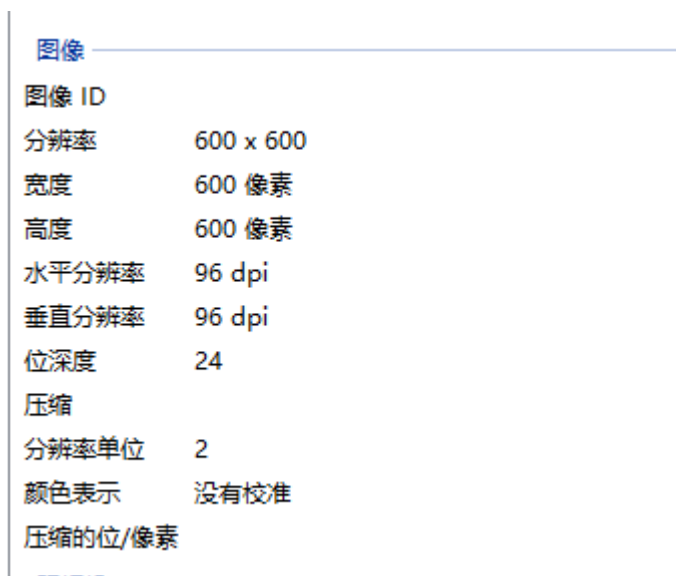 图像
图像 ID
分辨率 600 x 600
宽度 600 像素
高度 600 像素
水平分辨率 96 dpi
垂直分辨率 96 dpi
位深度 24
压缩
分辨率单位 2
颜色表示 没有校准
压缩的位/像素